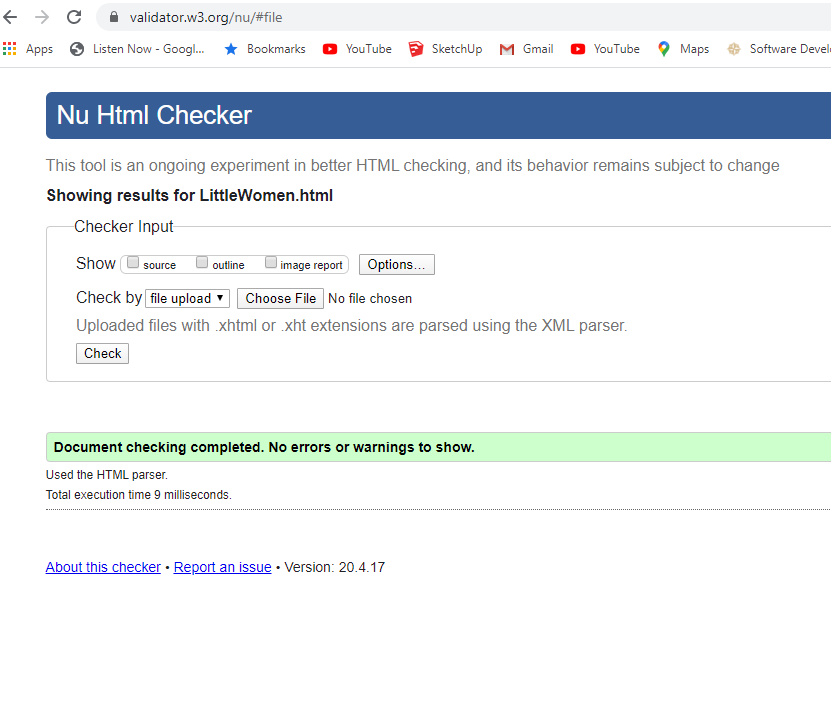 validator.w3.org/nu/#file
Apps Listen Now - Googl... Bookmarks YouTube SketchUp Gmail YouTube Maps Software Devel
Nu Html Checker
This tool is an ongoing experiment in better HTML checking, and its behavior remains subject to change
Showing results for LittleWomen.html
Checker Input
Show source outline image report Options...
Check by file upload ▼ Choose File No file chosen
Uploaded files with .xhtml or .xht extensions are parsed using the XML parser.
Check
Document checking completed. No errors or warnings to show.
Used the HTML parser.
Total execution time 9 milliseconds.
About this checker • Report an issue • Version: 20.4.17